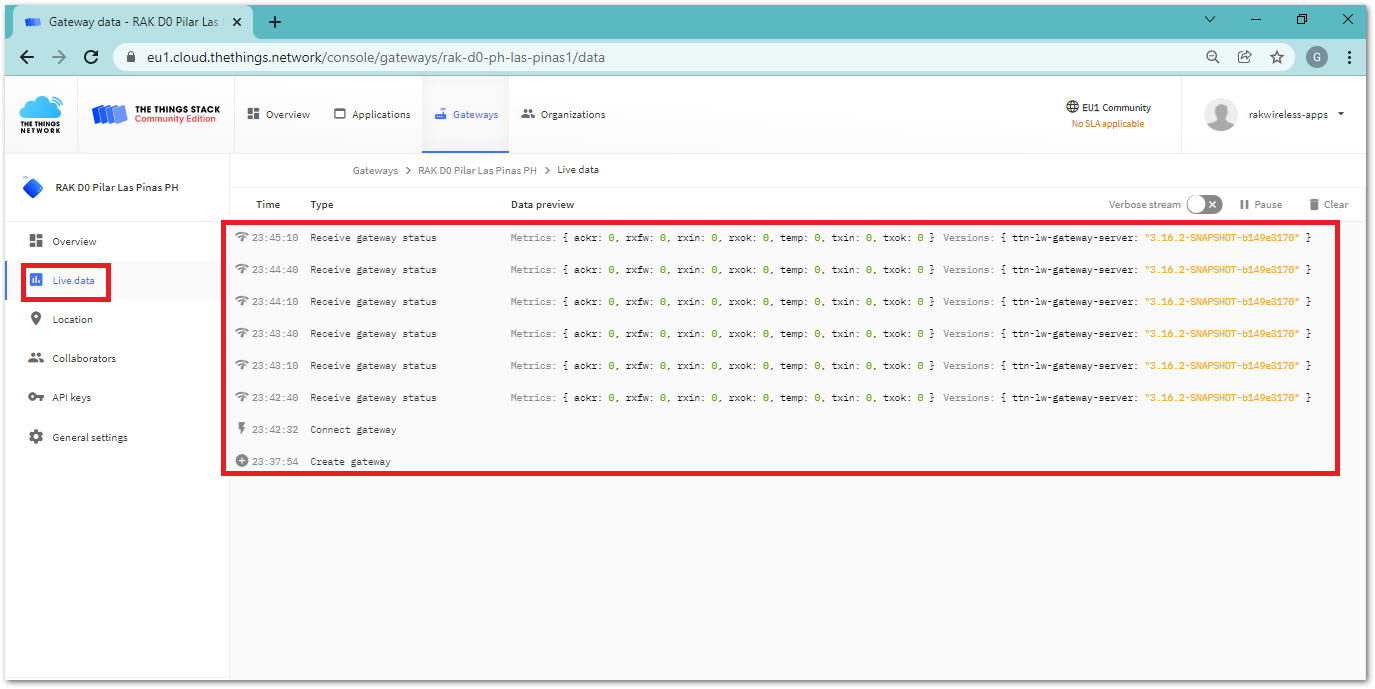 Gateway data - RAK D0 Pilar Las
eu1.cloud.thethings.network/console/gateways/rak-d0-ph-las-pinas1/data
G
THE THINGS NETWORK
THE THINGS STACK
Community Edition
Overview
Applications
Gateways
Organizations
EU1 Community
No SLA applicable
rakwireless-apps
RAK D0 Pilar Las Pinas PH
Gateways > RAK D0 Pilar Las Pinas PH > Live data
Time Type Data preview Verbose stream Pause Clear
Overview
Live data
Location
Collaborators
API keys
General settings
23:45:10 Receive gateway status Metrics: { ackr: 0, rxfw: 0, rxin: 0, rxok: 0, temp: 0, txin: 0, txok: 0 } Versions: { ttn-lw-gateway-server: "3.16.2-SNAPSHOT-b149e3170" }
23:44:40 Receive gateway status Metrics: { ackr: 0, rxfw: 0, rxin: 0, rxok: 0, temp: 0, txin: 0, txok: 0 } Versions: { ttn-lw-gateway-server: "3.16.2-SNAPSHOT-b149e3170" }
23:44:10 Receive gateway status Metrics: { ackr: 0, rxfw: 0, rxin: 0, rxok: 0, temp: 0, txin: 0, txok: 0 } Versions: { ttn-lw-gateway-server: "3.16.2-SNAPSHOT-b149e3170" }
23:43:40 Receive gateway status Metrics: { ackr: 0, rxfw: 0, rxin: 0, rxok: 0, temp: 0, txin: 0, txok: 0 } Versions: { ttn-lw-gateway-server: "3.16.2-SNAPSHOT-b149e3170" }
23:43:10 Receive gateway status Metrics: { ackr: 0, rxfw: 0, rxin: 0, rxok: 0, temp: 0, txin: 0, txok: 0 } Versions: { ttn-lw-gateway-server: "3.16.2-SNAPSHOT-b149e3170" }
23:42:40 Receive gateway status Metrics: { ackr: 0, rxfw: 0, rxin: 0, rxok: 0, temp: 0, txin: 0, txok: 0 } Versions: { ttn-lw-gateway-server: "3.16.2-SNAPSHOT-b149e3170" }
23:42:32 Connect gateway
23:37:54 Create gateway